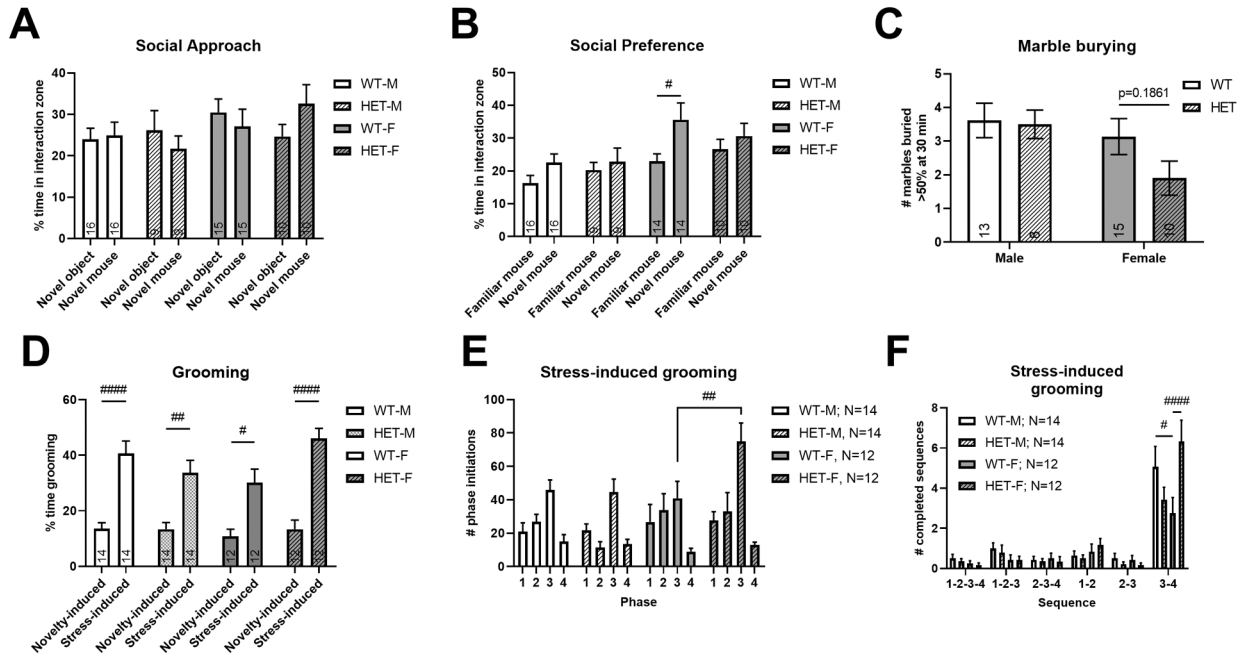 A
Social Approach
% time in interaction zone
40
30
20
10
0
16
16
9
9
15
15
10
10
Novel object
Novel mouse
Novel object
Novel mouse
Novel object
Novel mouse
Novel object
Novel mouse
WT-M
HET-M
WT-F
HET-F
B
Social Preference
% time in interaction zone
50
40
30
20
10
0
#
16
16
9
9
14
14
10
10
Familiar mouse
Novel mouse
Familiar mouse
Novel mouse
Familiar mouse
Novel mouse
Familiar mouse
Novel mouse
WT-M
HET-M
WT-F
HET-F
C
Marble burying
# marbles buried
>50% at 30 min
5
4
3
2
1
0
p=0.1861
13
8
15
10
Male
Female
WT
HET
D
Grooming
% time grooming
60
40
20
0
####
##
#
####
14
14
14
14
12
12
12
12
Novelty-induced
Stress-induced
Novelty-induced
Stress-induced
Novelty-induced
Stress-induced
Novelty-induced
Stress-induced
WT-M
HET-M
WT-F
HET-F
E
Stress-induced grooming
# phase initiations
100
80
60
40
20
0
##
1 2 3 4 1 2 3 4 1 2 3 4 1 2 3 4
Phase
WT-M; N=14
HET-M, N=14
WT-F, N=12
HET-F, N=12
F
Stress-induced
grooming
# completed sequences
8
6
4
2
0
WT-M; N=14
HET-M; N=14
WT-F; N=12
HET-F; N=12
####
#
1-2-3-4 1-2-3 2-3-4 1-2 2-3 3-4
Sequence